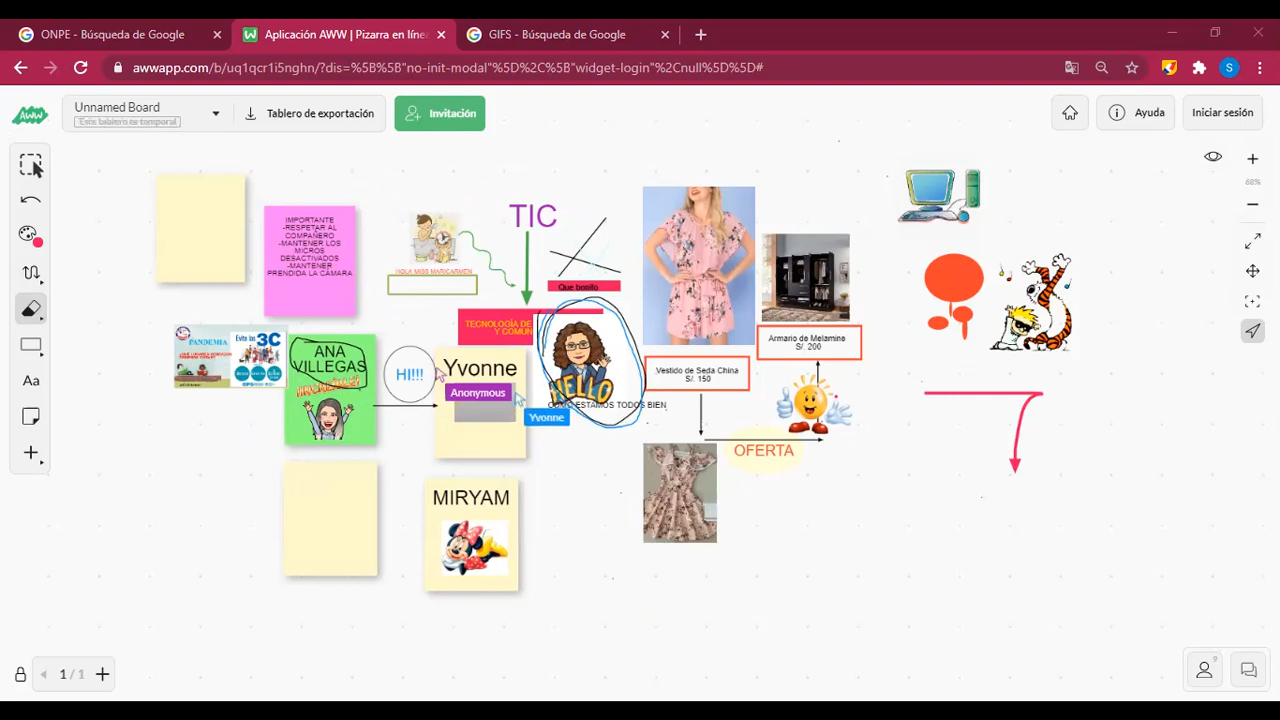 ONPE - Búsqueda de Google
Aplicación AWW | Pizarra en líne
GIFS - Búsqueda de Google
awwapp.com/b/uq1qcr1i5nghn/?dis=%5B%5B"no-init-modal"%5D%2C%5B"widget-login"%2Cnull%5D%5D#
S
AWW
Unnamed Board
Este tablero es temporal
Tablero de exportación
Invitación
Ayuda
Iniciar sesión
68%
Aa
IMPORTANTE
-RESPETAR AL
COMPAÑERO
-MANTENER LOS
MICROS
DESACTIVADOS
-MANTENER
PRENDIDA LA CÁMARA
HOLA MISS MARICARMEN
TIC
Que bonito
TECNOLOGÍA DE
Y COMUN
PANDEMIA
Evita las 3C
ANA
VILLEGAS
HI!!!
Yvonne
Anonymous
Yvonne
HELLO
ESTAMOS TODOS BIEN
Vestido de Seda China
S/. 150
Armario de Melamine
S/. 200
OFERTA
MIRYAM
1 / 1
9